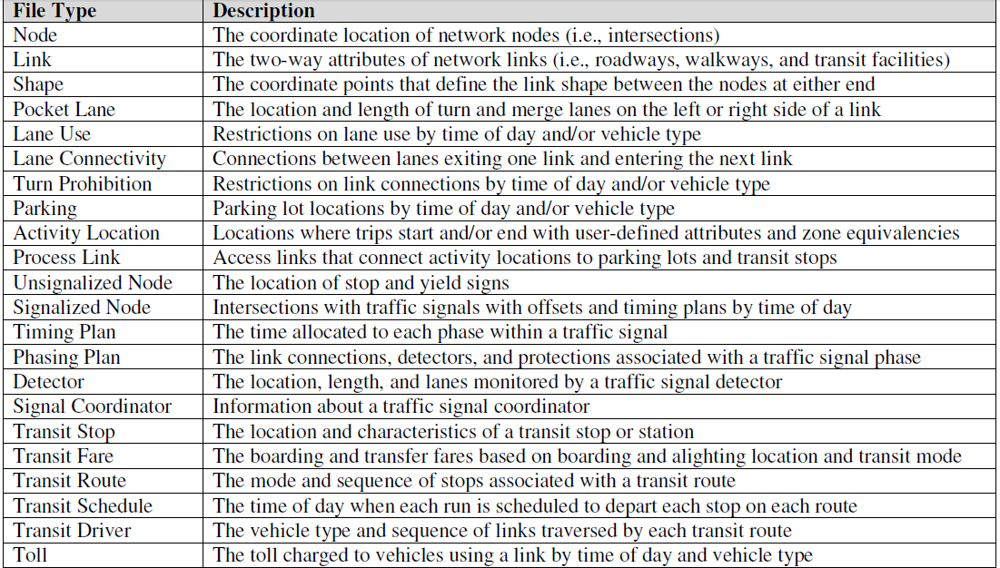 File Type Description
Node The coordinate location of network nodes (i.e., intersections)
Link The two-way attributes of network links (i.e., roadways, walkways, and transit facilities)
Shape The coordinate points that define the link shape between the nodes at either end
Pocket Lane The location and length of turn and merge lanes on the left or right side of a link
Lane Use Restrictions on lane use by time of day and/or vehicle type
Lane Connectivity Connections between lanes exiting one link and entering the next link
Turn Prohibition Restrictions on link connections by time of day and/or vehicle type
Parking Parking lot locations by time of day and/or vehicle type
Activity Location Locations where trips start and/or end with user-defined attributes and zone equivalencies
Process Link Access links that connect activity locations to parking lots and transit stops
Unsignalized Node The location of stop and yield signs
Signalized Node Intersections with traffic signals with offsets and timing plans by time of day
Timing Plan The time allocated to each phase within a traffic signal
Phasing Plan The link connections, detectors, and protections associated with a traffic signal phase
Detector The location, length, and lanes monitored by a traffic signal detector
Signal Coordinator Information about a traffic signal coordinator
Transit Stop The location and characteristics of a transit stop or station
Transit Fare The boarding and transfer fares based on boarding and alighting location and transit mode
Transit Route The mode and sequence of stops associated with a transit route
Transit Schedule The time of day when each run is scheduled to depart each stop on each route
Transit Driver The vehicle type and sequence of links traversed by each transit route
Toll The toll charged to vehicles using a link by time of day and vehicle type